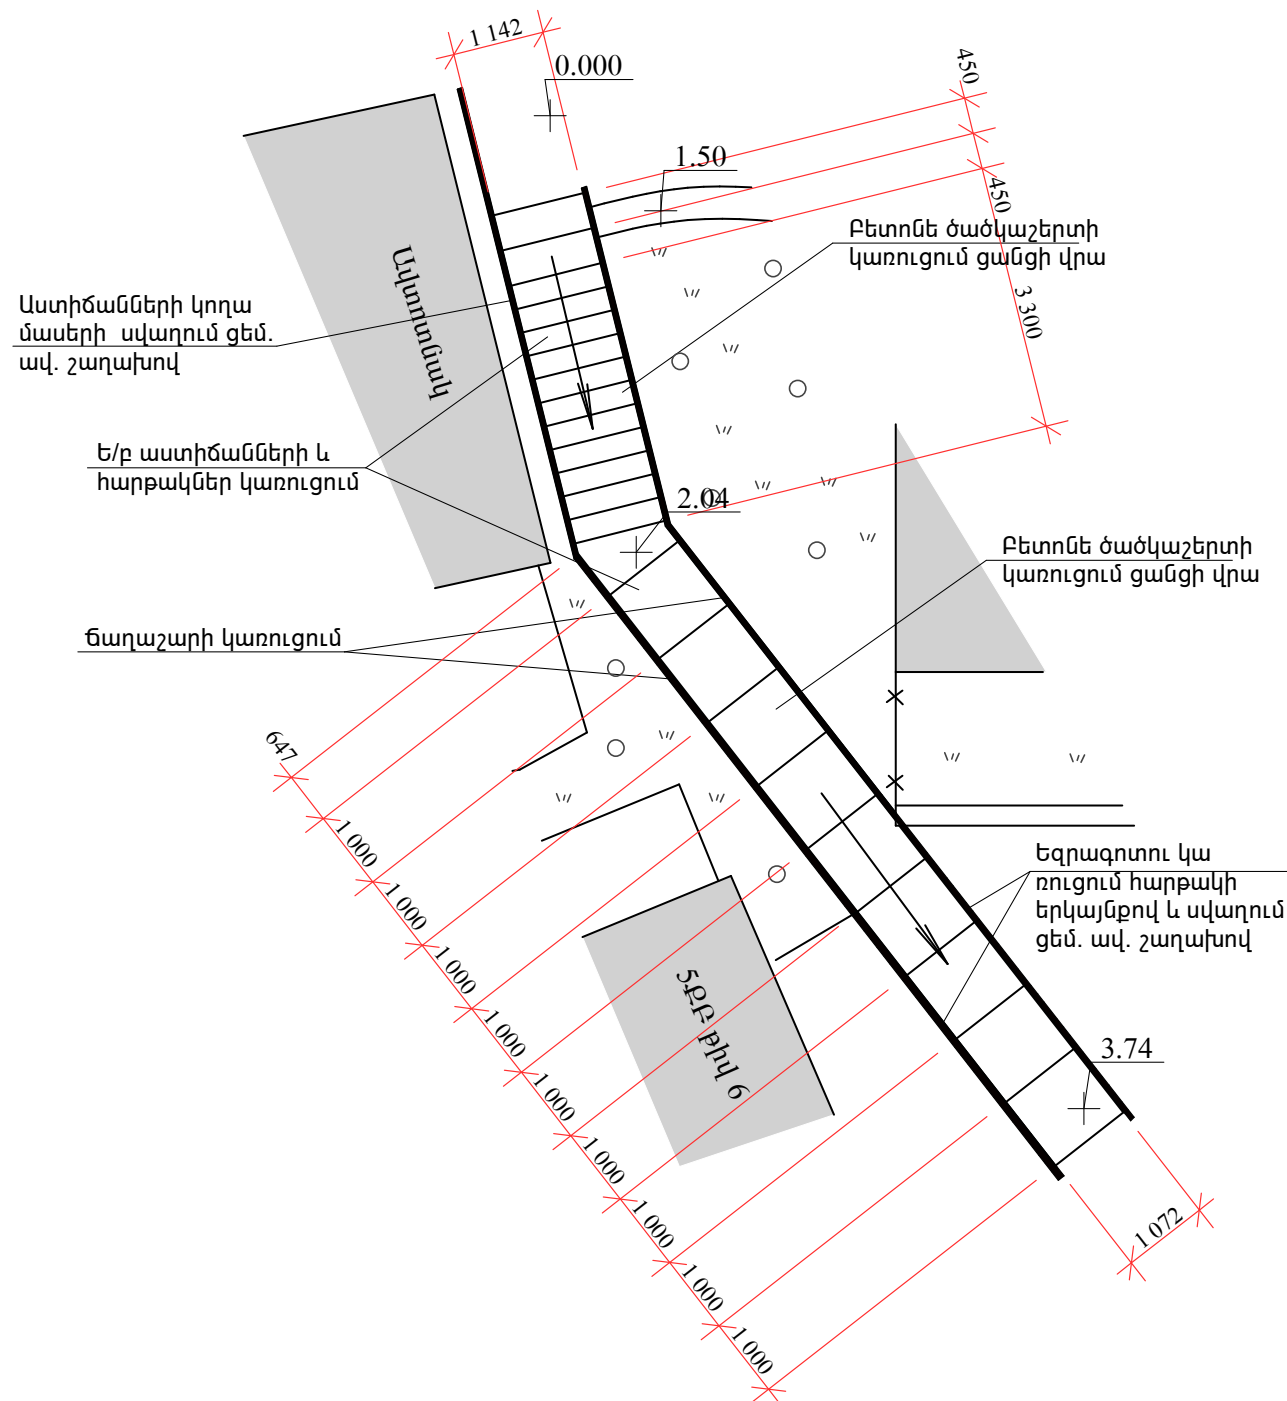 1 142
0.000
450
1.50
450
Բետոնե ծածկաշերտի
կառուցում ցանցի վրա
3 300
Ավտոտնակ
Աստիճանների կողա
մասերի սվաղում ցեմ.
ավ. շաղախով
Ե/բ աստիճանների և
հարթակներ կառուցում
2.04
Բետոնե ծածկաշերտի
կառուցում ցանցի վրա
ճաղաշարի կառուցում
647
1 000
1 000
1 000
1 000
1 000
1 000
1 000
1 000
1 000
Եզրագոտու կա
ռուցում հարթակի
երկայնքով և սվաղում
ցեմ. ավ. շաղախով
5ՔԲ թիվ 6
3.74
1 072